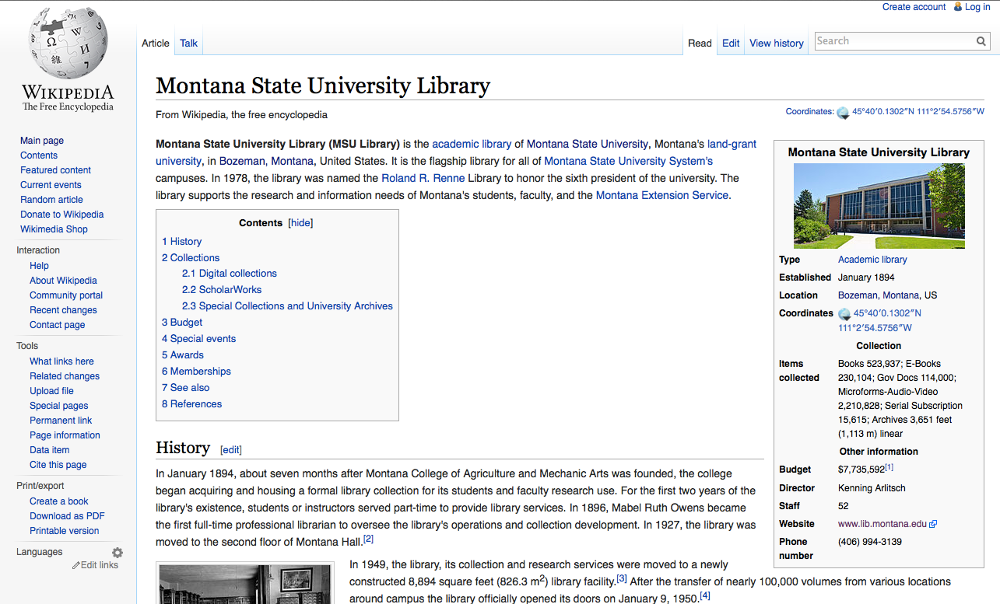 Create account Log in
Article Talk Read Edit View history Search
WIKIPEDIA
The Free Encyclopedia
Main page
Contents
Featured content
Current events
Random article
Donate to Wikipedia
Wikimedia Shop
Interaction
Help
About Wikipedia
Community portal
Recent changes
Contact page
Tools
What links here
Related changes
Upload file
Special pages
Permanent link
Page information
Data item
Cite this page
Print/export
Create a book
Download as PDF
Printable version
Languages
Edit links
Montana State University Library
From Wikipedia, the free encyclopedia
Coordinates: 45°40′0.1302″N 111°2′54.5756″W
Montana State University Library (MSU Library) is the academic library of Montana State University, Montana's land-grant
university, in Bozeman, Montana, United States. It is the flagship library for all of Montana State University System's
campuses. In 1978, the library was named the Roland R. Renne Library to honor the sixth president of the university. The
library supports the research and information needs of Montana's students, faculty, and the Montana Extension Service.
Contents [hide]
1 History
2 Collections
2.1 Digital collections
2.2 ScholarWorks
2.3 Special Collections and University Archives
3 Budget
4 Special events
5 Awards
6 Memberships
7 See also
8 References
History [edit]
In January 1894, about seven months after Montana College of Agriculture and Mechanic Arts was founded, the college
began acquiring and housing a formal library collection for its students and faculty research use. For the first two years of the
library's existence, students or instructors served part-time to provide library services. In 1896, Mabel Ruth Owens became
the first full-time professional librarian to oversee the library's operations and collection development. In 1927, the library was
moved to the second floor of Montana Hall.[2]
In 1949, the library, its collection and research services were moved to a newly
constructed 8,894 square feet (826.3 m2) library facility.[3] After the transfer of nearly 100,000 volumes from various locations
around campus the library officially opened its doors on January 9, 1950.[4]
Montana State University Library
Type Academic library
Established January 1894
Location Bozeman, Montana, US
Coordinates 45°40′0.1302″N
111°2′54.5756″W
Collection
Items Books 523,937; E-Books
collected 230,104; Gov Docs 114,000;
Microforms-Audio-Video
2,210,828; Serial Subscription
15,615; Archives 3,651 feet
(1,113 m) linear
Other information
Budget $7,735,592[1]
Director Kenning Arlitsch
Staff 52
Website www.lib.montana.edu
Phone (406) 994-3139
number